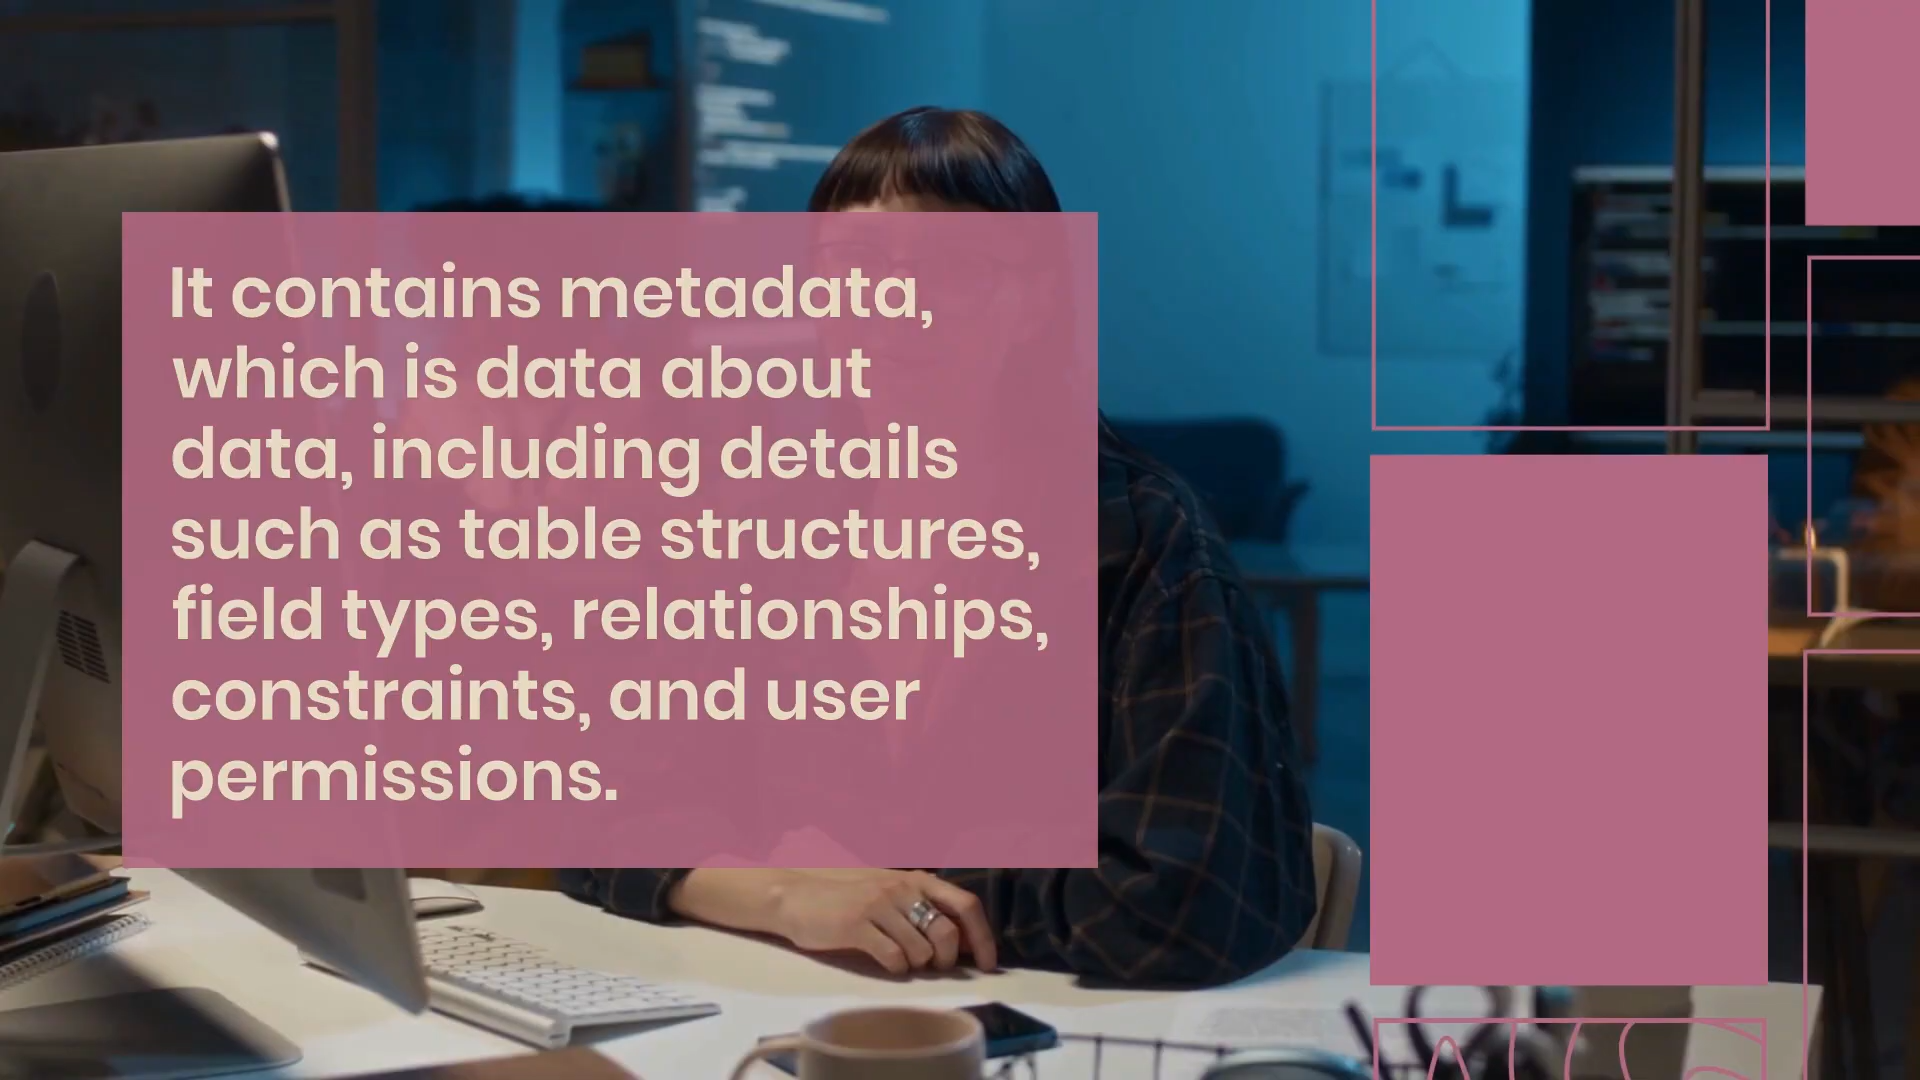 It contains metadata,
which is data about
data, including details
such as table structures,
field types, relationships,
constraints, and user
permissions.